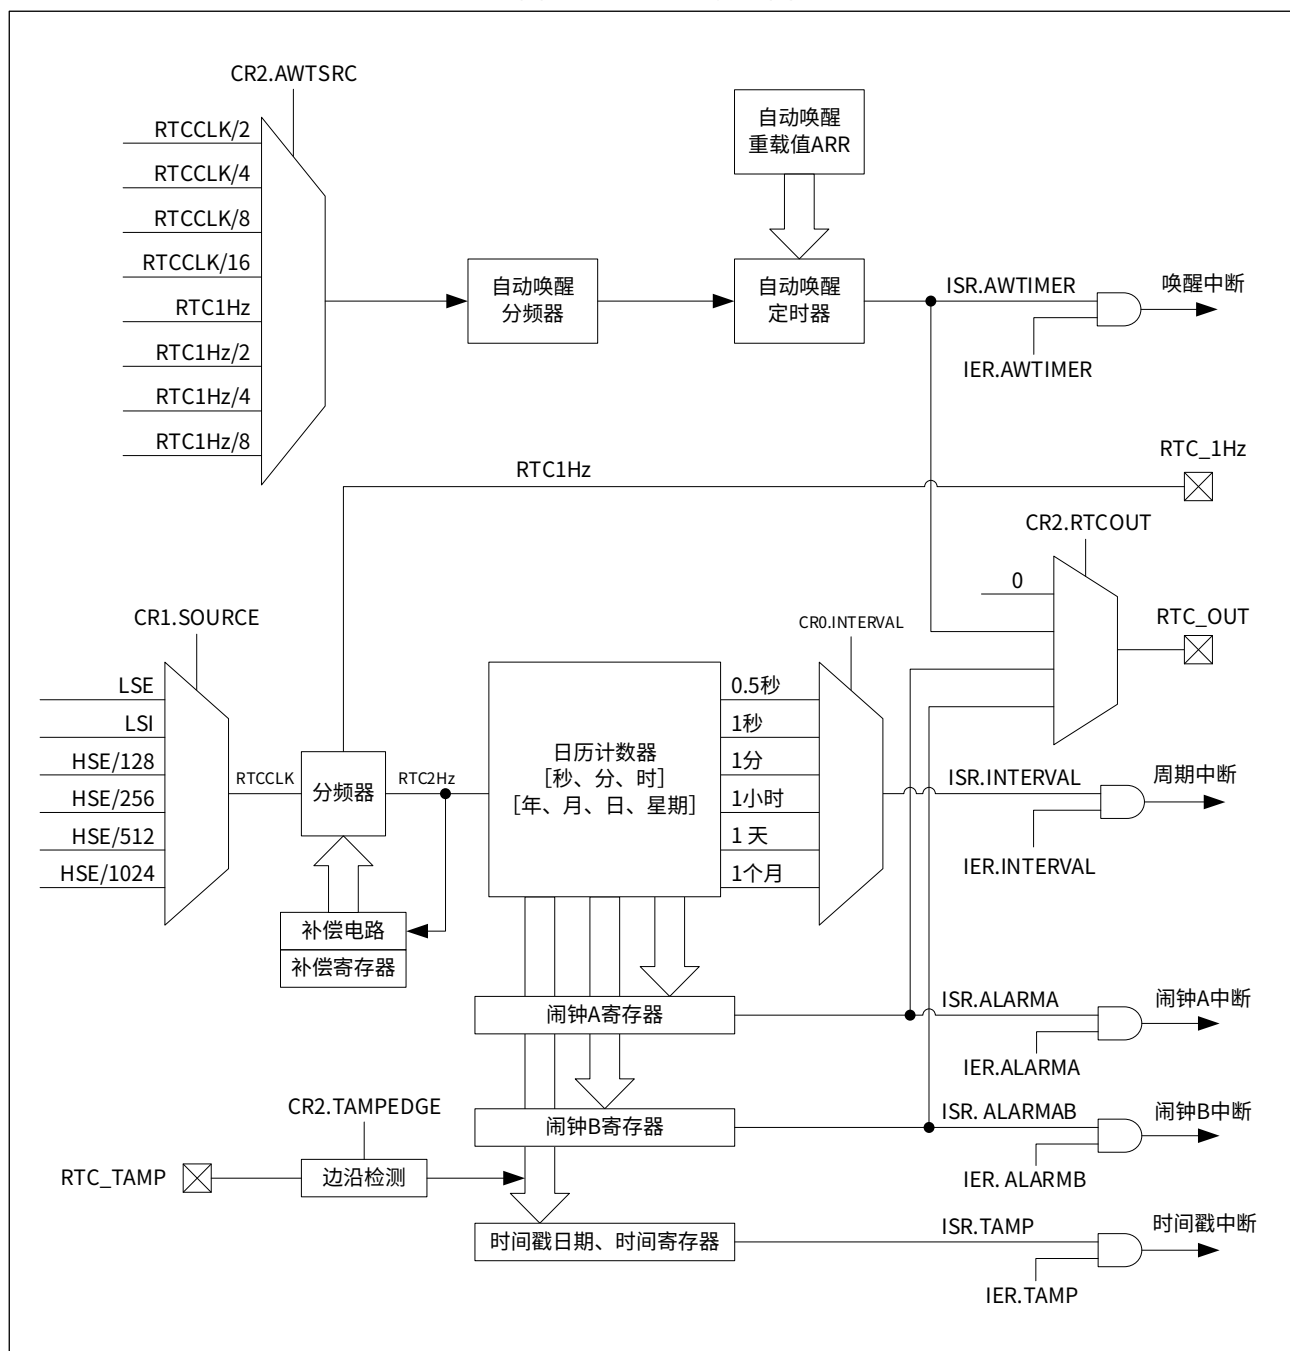 CR2.AWTSRC
RTCCLK/2
RTCCLK/4
RTCCLK/8
RTCCLK/16
RTC1Hz
RTC1Hz/2
RTC1Hz/4
RTC1Hz/8
自动唤醒
重载值ARR
自动唤醒
分频器
自动唤醒
定时器
ISR.AWTIMER
唤醒中断
IER.AWTIMER
RTC1Hz
RTC_1Hz
CR2.RTCOUT
0
RTC_OUT
CR1.SOURCE
LSE
LSI
HSE/128
HSE/256
HSE/512
HSE/1024
RTCCLK
分频器
RTC2Hz
补偿电路
补偿寄存器
日历计数器
[秒、分、时]
[年、月、日、星期]
CR0.INTERVAL
0.5秒
1秒
1分
1小时
1 天
1个月
ISR.INTERVAL
周期中断
IER.INTERVAL
闹钟A寄存器
ISR.ALARMA
闹钟A中断
IER.ALARMA
闹钟B寄存器
ISR. ALARMAB
闹钟B中断
IER. ALARMB
CR2.TAMPEDGE
RTC_TAMP
边沿检测
时间戳日期、时间寄存器
ISR.TAMP
时间戳中断
IER.TAMP